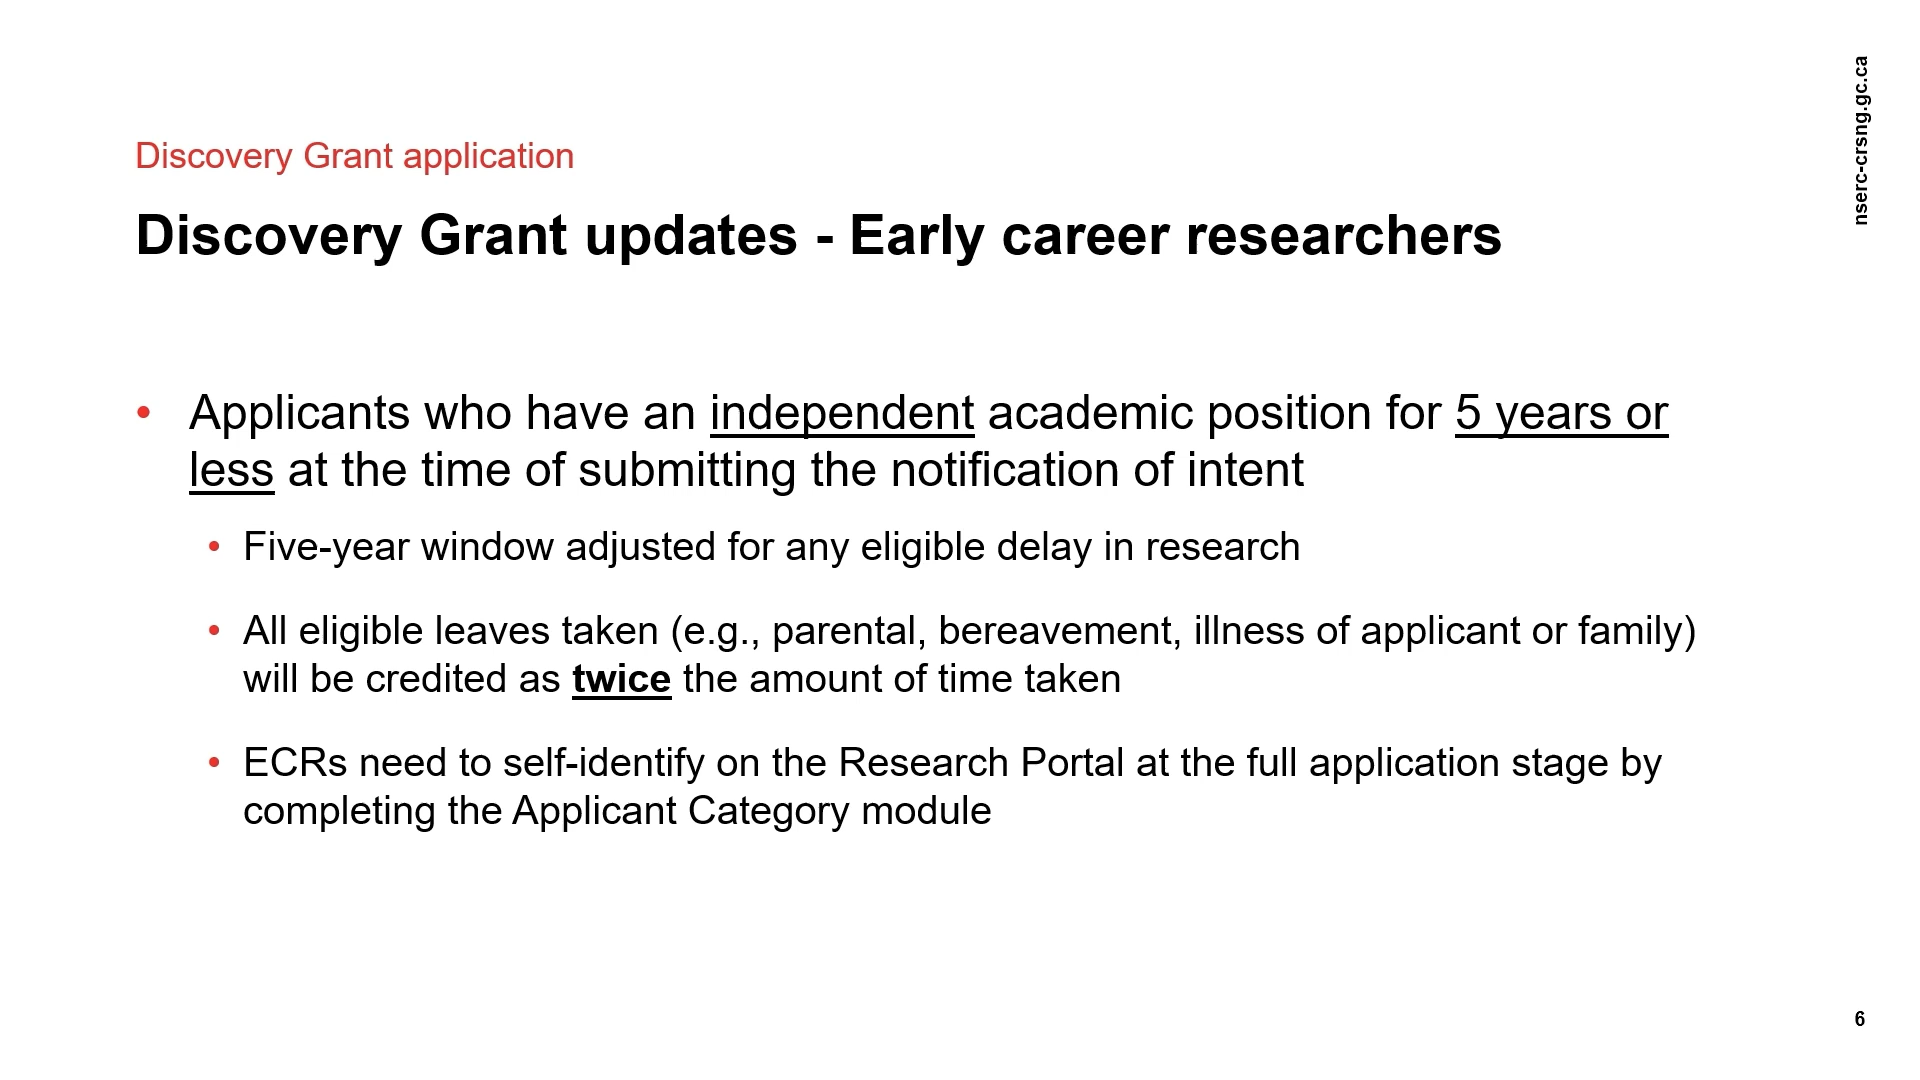 nserc-crsng.gc.ca
Discovery Grant application
Discovery Grant updates - Early career researchers
• Applicants who have an independent academic position for 5 years or
less at the time of submitting the notification of intent
• Five-year window adjusted for any eligible delay in research
• All eligible leaves taken (e.g., parental, bereavement, illness of applicant or family)
will be credited as twice the amount of time taken
• ECRs need to self-identify on the Research Portal at the full application stage by
completing the Applicant Category module
6